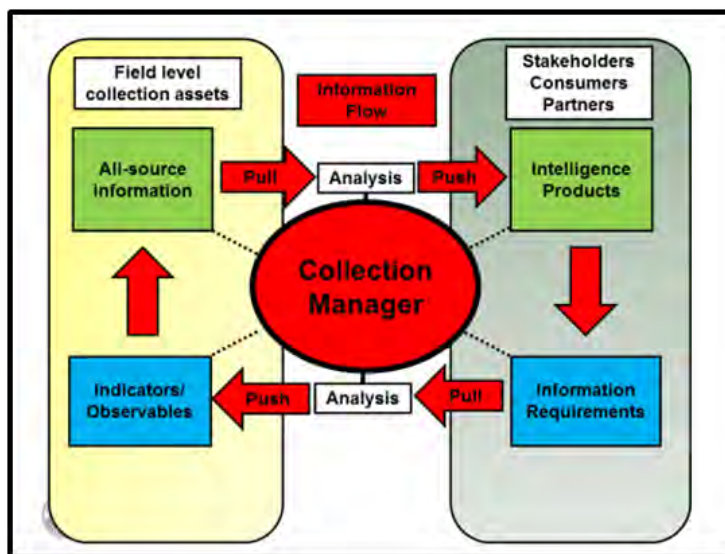 Field level
collection assets
Information
Flow
Stakeholders
Consumers
Partners
All-source
information
Pull
Analysis
Push
Intelligence
Products
Collection
Manager
Indicators/
Observables
Push
Analysis
Pull
Information
Requirements